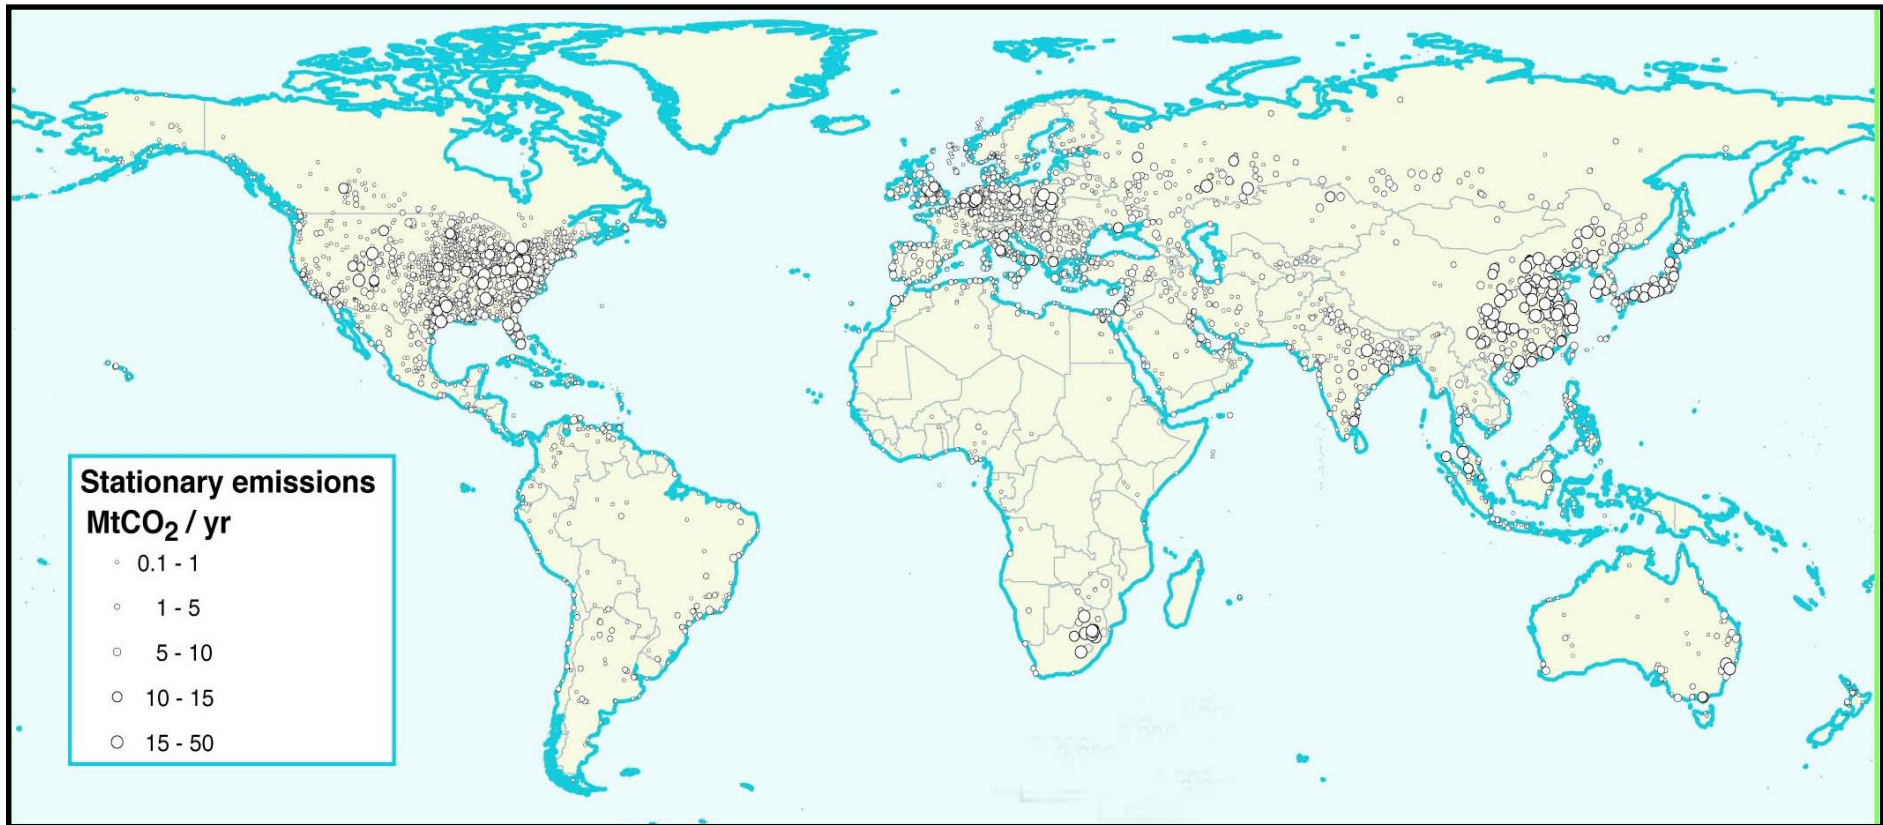 Stationary emissions
MtCO₂ / yr
0.1 - 1
1 - 5
5 - 10
10 - 15
15 - 50